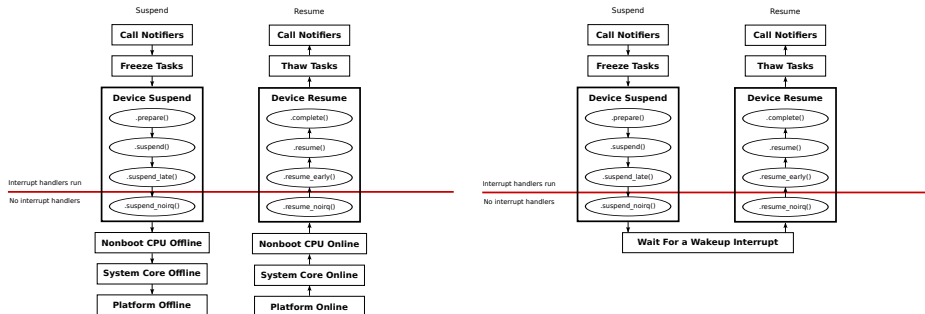 Suspend
Resume
Call Notifiers
Call Notifiers
Freeze Tasks
Thaw Tasks
Device Suspend
Device Resume
.prepare()
.complete()
.suspend()
.resume()
.suspend_late()
.resume_early()
Interrupt handlers run
No interrupt handlers
.suspend_noirq()
.resume_noirq()
Nonboot CPU Offline
Nonboot CPU Online
System Core Offline
System Core Online
Platform Offline
Platform Online
Suspend
Resume
Call Notifiers
Call Notifiers
Freeze Tasks
Thaw Tasks
Device Suspend
Device Resume
.prepare()
.complete()
.suspend()
.resume()
.suspend_late()
.resume_early()
Interrupt handlers run
No interrupt handlers
.suspend_noirq()
.resume_noirq()
Wait For a Wakeup Interrupt